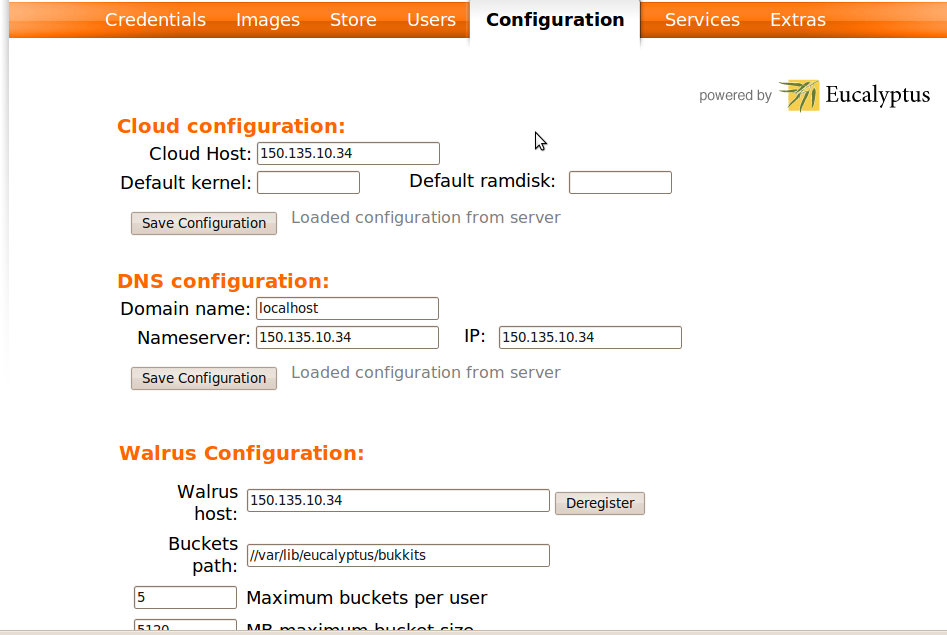 Credentials Images Store Users Configuration Services Extras
powered by Eucalyptus
Cloud configuration:
Cloud Host: 150.135.10.34
Default kernel: Default ramdisk:
Save Configuration Loaded configuration from server
DNS configuration:
Domain name: localhost
Nameserver: 150.135.10.34 IP: 150.135.10.34
Save Configuration Loaded configuration from server
Walrus Configuration:
Walrus
host: 150.135.10.34 Deregister
Buckets
path: //var/lib/eucalyptus/bukkits
5 Maximum buckets per user
5120 MB maximum bucket size